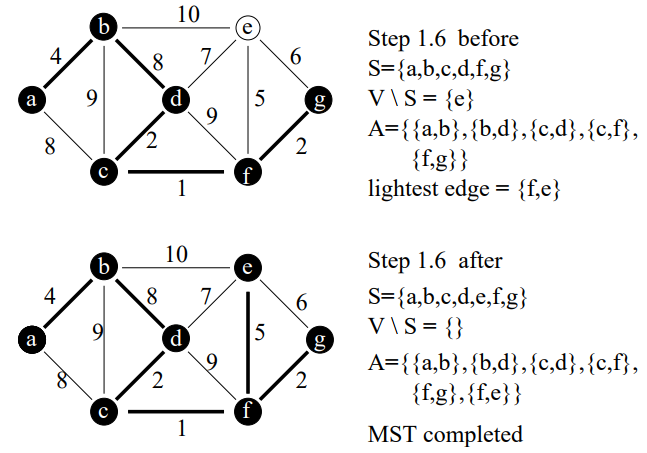 10
b
e
4
8
7
6
Step 1.6 before
S={a,b,c,d,f,g}
a
9
d
5
g
V \ S = {e}
9
A={{a,b},{b,d},{c,d},{c,f},
{f,g}}
8
2
2
c
f
lightest edge = {f,e}
1
10
b
e
Step 1.6 after
4
8
7
6
S={a,b,c,d,e,f,g}
a
9
d
5
g
V \ S = {}
9
A={{a,b},{b,d},{c,d},{c,f},
{f,g},{f,e}}
8
2
2
c
f
1
MST completed